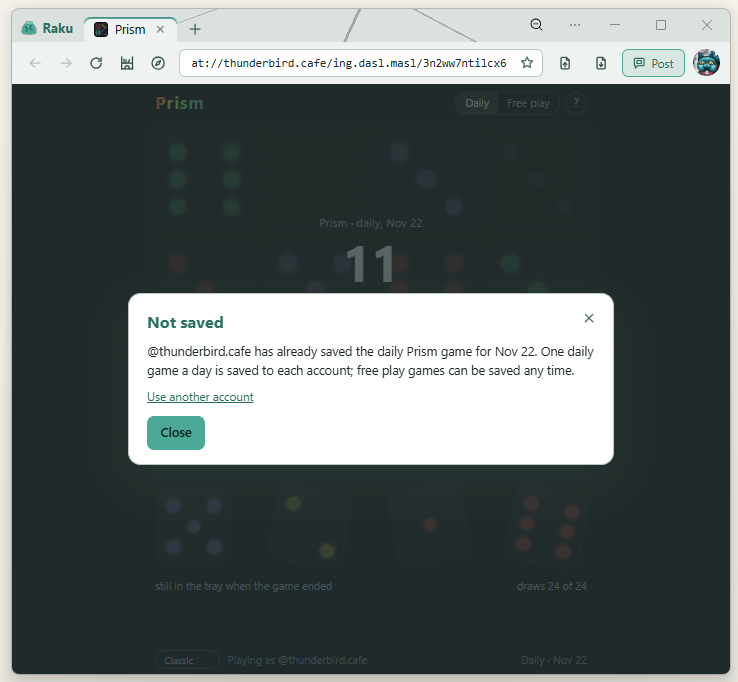 Raku
Prism
at://thunderbird.cafe/ing.dasl.masl/3n2ww7ntilcx6
Post
Prism
Daily
Free play
?
Prism - daily, Nov 22
11
Not saved
@thunderbird.cafe has already saved the daily Prism game for Nov 22. One daily
game a day is saved to each account; free play games can be saved any time.
Use another account
Close
still in the tray when the game ended
draws 24 of 24
Classic
Playing as @thunderbird.cafe
Daily · Nov 22